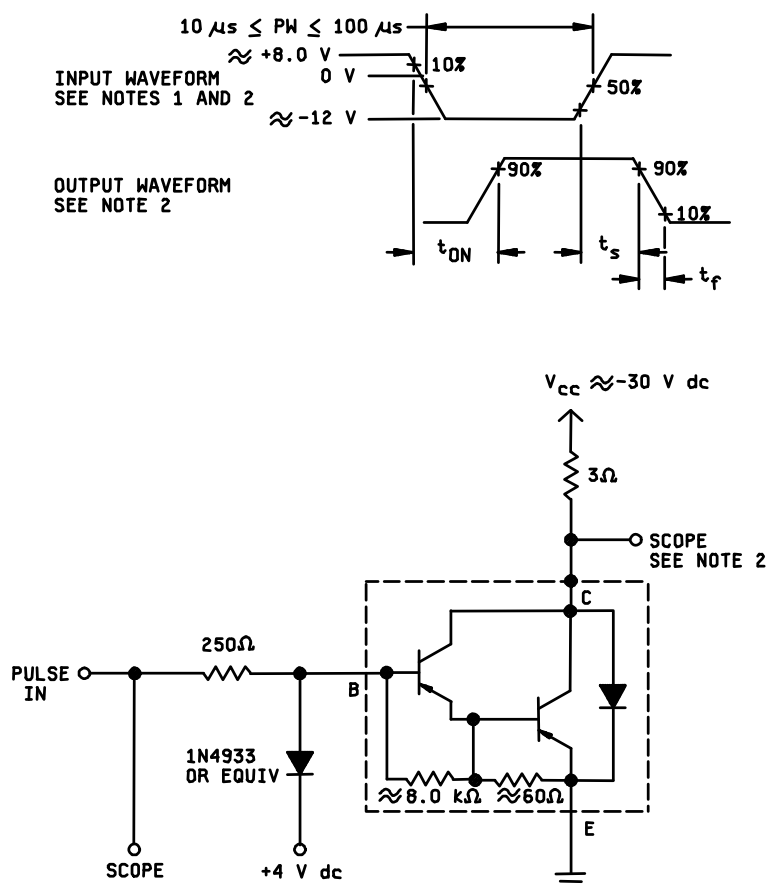 10 μs ≤ PW ≤ 100 μs
≈ +8.0 V
10%
0 V
INPUT WAVEFORM
SEE NOTES 1 AND 2
50%
≈ -12 V
90%
90%
OUTPUT WAVEFORM
SEE NOTE 2
10%
tON
ts
tf
Vcc ≈ -30 V dc
3Ω
SCOPE
SEE NOTE 2
C
250Ω
PULSE
IN
B
1N4933
OR EQUIV
≈ 8.0 kΩ
≈ 60Ω
E
SCOPE
+4 V dc